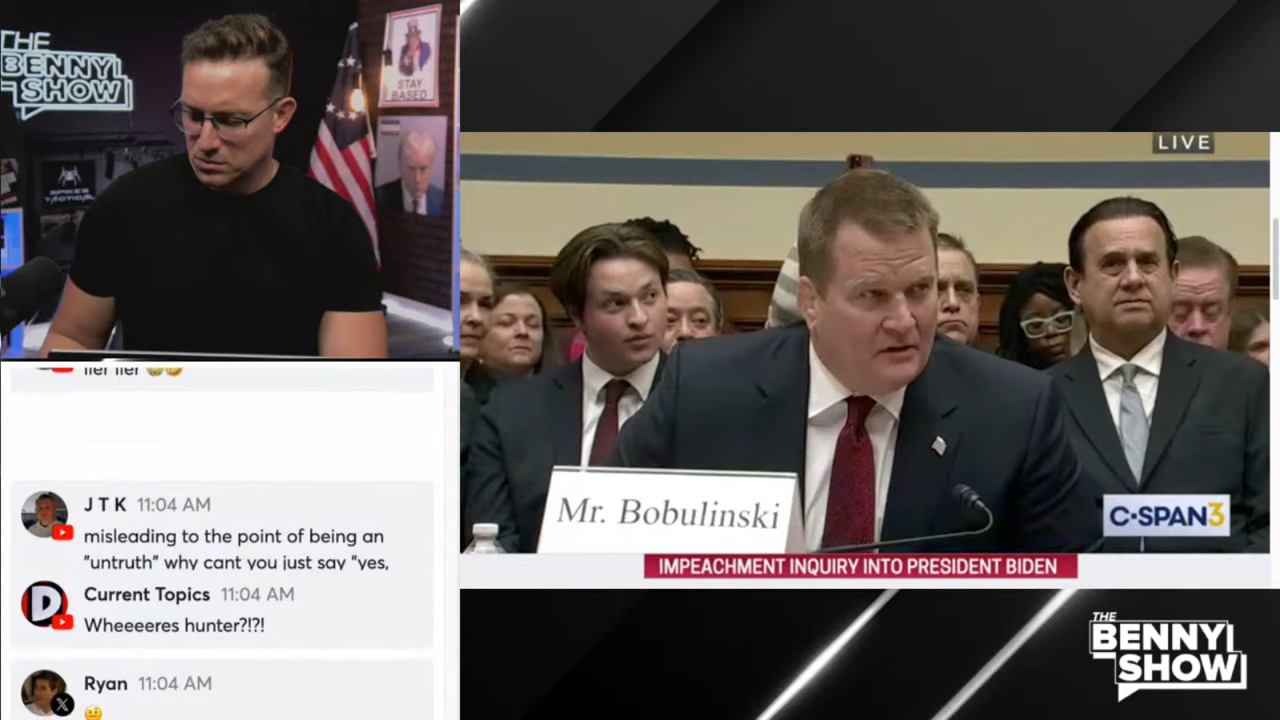 THE
BENNY
SHOW
STAY
BASED
SPIKE'S
TACTICAL
LIVE
Mr. Bobulinski
C-SPAN3
IMPEACHMENT INQUIRY INTO PRESIDENT BIDEN
lier lier 😭🤣
J T K 11:04 AM
misleading to the point of being an
"untruth" why cant you just say "yes,
Current Topics 11:04 AM
Wheeeeres hunter?!?!
Ryan 11:04 AM
🤨
THE
BENNY
SHOW